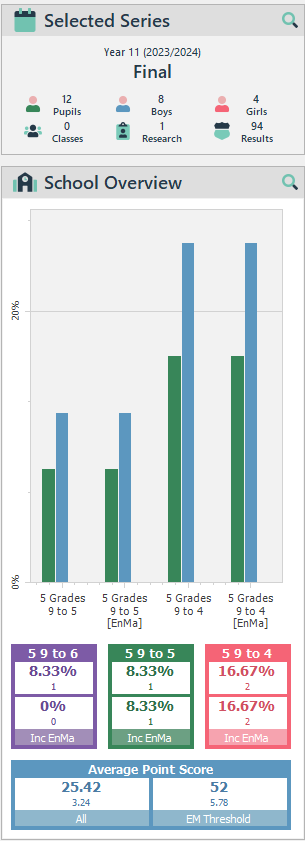 Selected Series
Year 11 (2023/2024)
Final
12 8 4
Pupils Boys Girls
0 1 94
Classes Research Results
School Overview
20%
0%
5 Grades 5 Grades 5 Grades 5 Grades
9 to 5 9 to 5 9 to 4 9 to 4
[EnMa] [EnMa]
5 9 to 6 5 9 to 5 5 9 to 4
8.33% 8.33% 16.67%
1 1 2
0% 8.33% 16.67%
0 1 2
Inc EnMa Inc EnMa Inc EnMa
Average Point Score
25.42 52
3.24 5.78
All EM Threshold